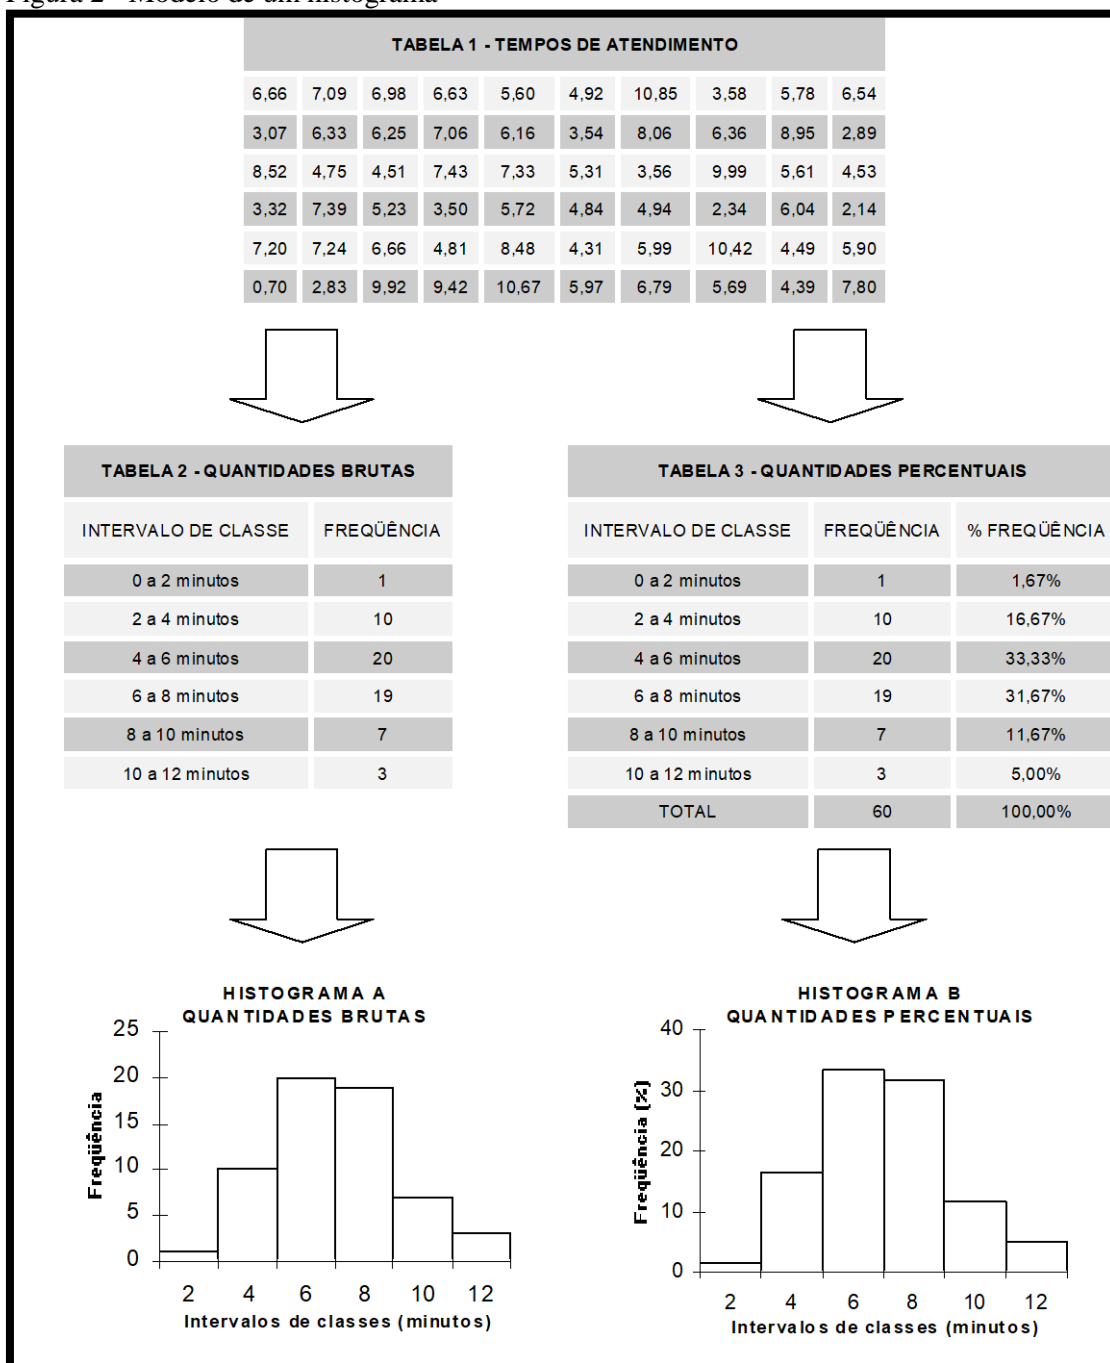 Figura 2 - Modelo de um histograma
TABELA 1 - TEMPOS DE ATENDIMENTO
6,66 7,09 6,98 6,63 5,60 4,92 10,85 3,58 5,78 6,54
3,07 6,33 6,25 7,06 6,16 3,54 8,06 6,36 8,95 2,89
8,52 4,75 4,51 7,43 7,33 5,31 3,56 9,99 5,61 4,53
3,32 7,39 5,23 3,50 5,72 4,84 4,94 2,34 6,04 2,14
7,20 7,24 6,66 4,81 8,48 4,31 5,99 10,42 4,49 5,90
0,70 2,83 9,92 9,42 10,67 5,97 6,79 5,69 4,39 7,80
TABELA 2 - QUANTIDADES BRUTAS
INTERVALO DE CLASSE FREQÜÊNCIA
0 a 2 minutos 1
2 a 4 minutos 10
4 a 6 minutos 20
6 a 8 minutos 19
8 a 10 minutos 7
10 a 12 minutos 3
TABELA 3 - QUANTIDADES PERCENTUAIS
INTERVALO DE CLASSE FREQÜÊNCIA % FREQÜÊNCIA
0 a 2 minutos 1 1,67%
2 a 4 minutos 10 16,67%
4 a 6 minutos 20 33,33%
6 a 8 minutos 19 31,67%
8 a 10 minutos 7 11,67%
10 a 12 minutos 3 5,00%
TOTAL 60 100,00%
HISTOGRAMA A
QUANTIDADES BRUTAS
25
20
15
10
5
0
Freqüência
2 4 6 8 10 12
Intervalos de classes (minutos)
HISTOGRAMA B
QUANTIDADES PERCENTUAIS
40
30
20
10
0
Freqüência (%)
2 4 6 8 10 12
Intervalos de classes (minutos)